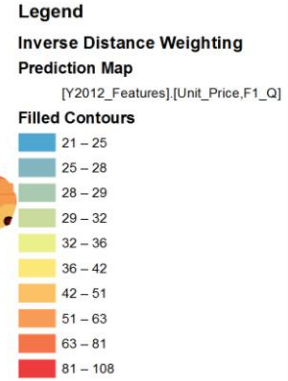 Legend
Inverse Distance Weighting
Prediction Map
[Y2012_Features].[Unit_Price,F1_Q]
Filled Contours
21 – 25
25 – 28
28 – 29
29 – 32
32 – 36
36 – 42
42 – 51
51 – 63
63 – 81
81 – 108